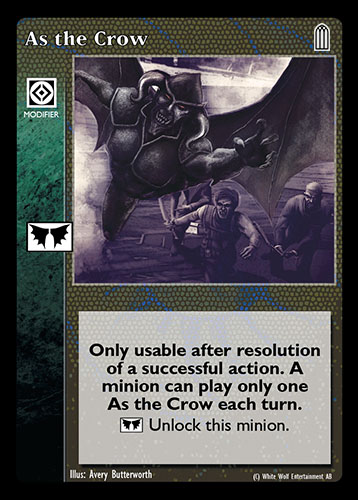 As the Crow
MODIFIER
Only usable after resolution
of a successful action. A
minion can play only one
As the Crow each turn.
Unlock this minion.
Illus: Avery Butterworth
(C) White Wolf Entertainment AB